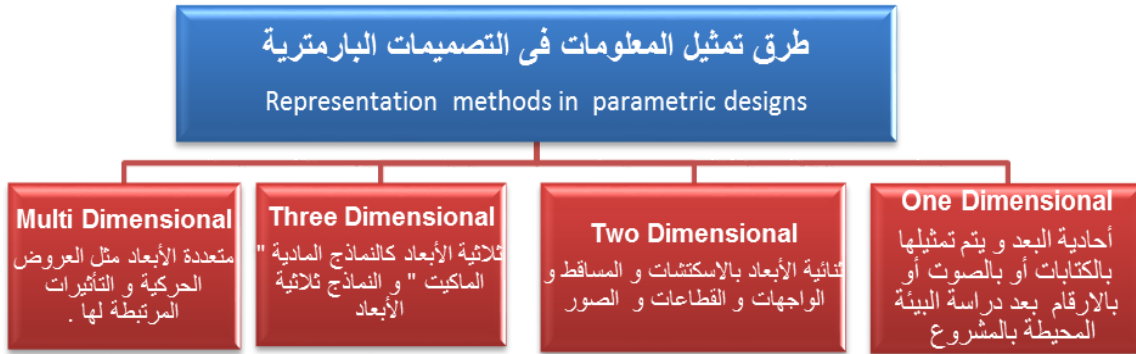 طرق تمثيل المعلومات فى التصميمات البارمترية
Representation methods in parametric designs
One Dimensional
أحادية البعد و يتم تمثيلها
بالكتابات أو بالصوت أو
بالارقام بعد دراسة البيئة
المحيطة بالمشروع
Two Dimensional
ثنائية الأبعاد بالاسكتشات و المساقط و
الواجهات و القطاعات و الصور
Three Dimensional
ثلاثية الأبعاد كالنماذج المادية "
الماكيت " و النماذج ثلاثية
الأبعاد
Multi Dimensional
متعددة الأبعاد مثل العروض
الحركية و التأثيرات
المرتبطة لها .